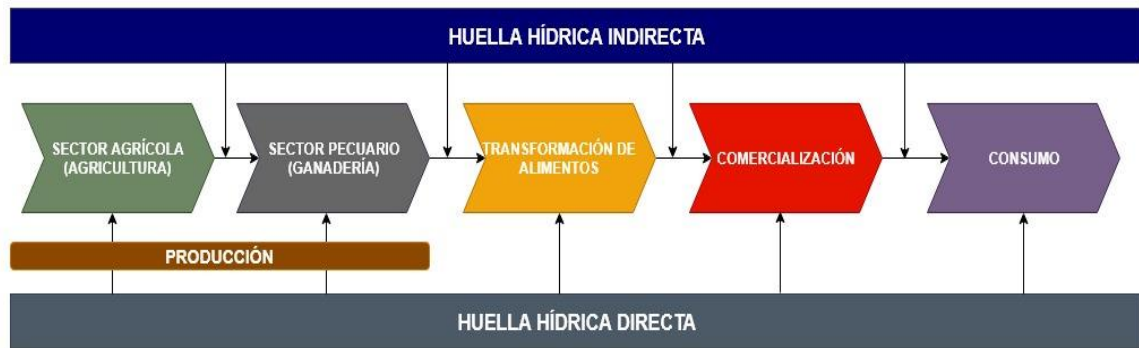 HUELLA HÍDRICA INDIRECTA
SECTOR AGRÍCOLA
(AGRICULTURA)
SECTOR PECUARIO
(GANADERÍA)
TRANSFORMACIÓN DE
ALIMENTOS
COMERCIALIZACIÓN
CONSUMO
PRODUCCIÓN
HUELLA HÍDRICA DIRECTA